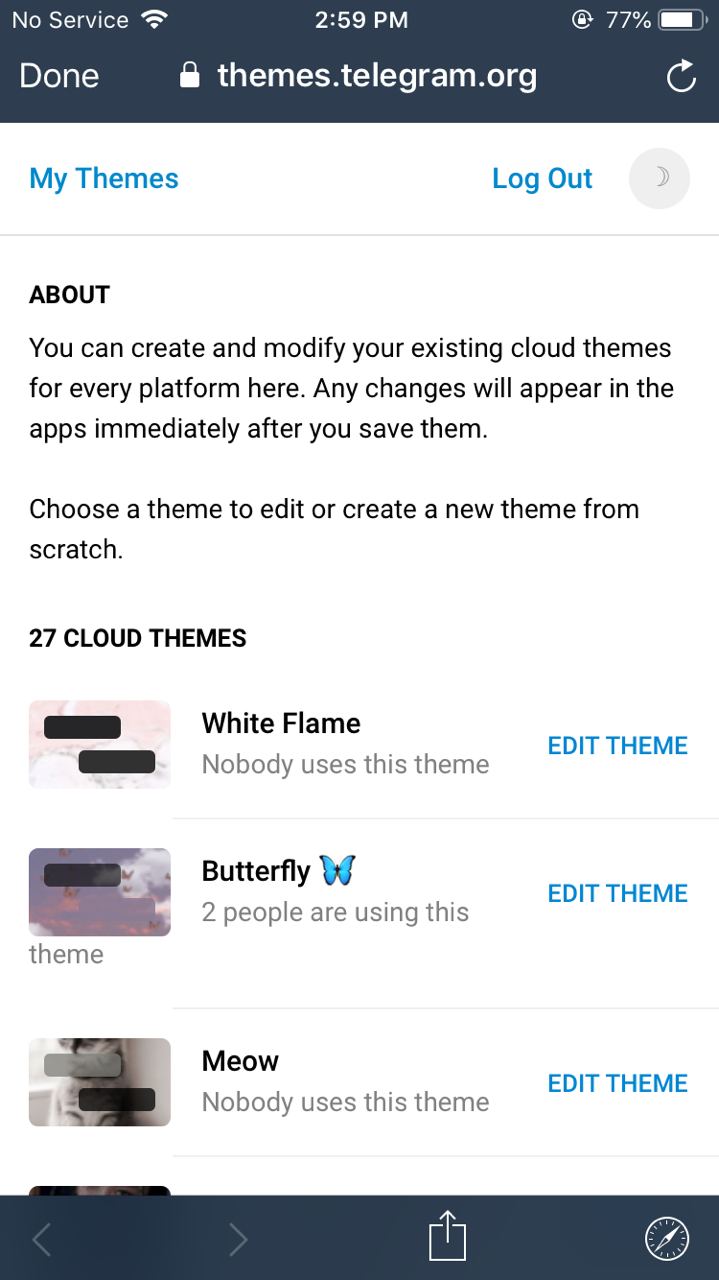 No Service 2:59 PM 77%
Done themes.telegram.org
My Themes Log Out
ABOUT
You can create and modify your existing cloud themes
for every platform here. Any changes will appear in the
apps immediately after you save them.
Choose a theme to edit or create a new theme from
scratch.
27 CLOUD THEMES
White Flame
Nobody uses this theme
EDIT THEME
Butterfly 🦋
2 people are using this
theme
EDIT THEME
Meow
Nobody uses this theme
EDIT THEME